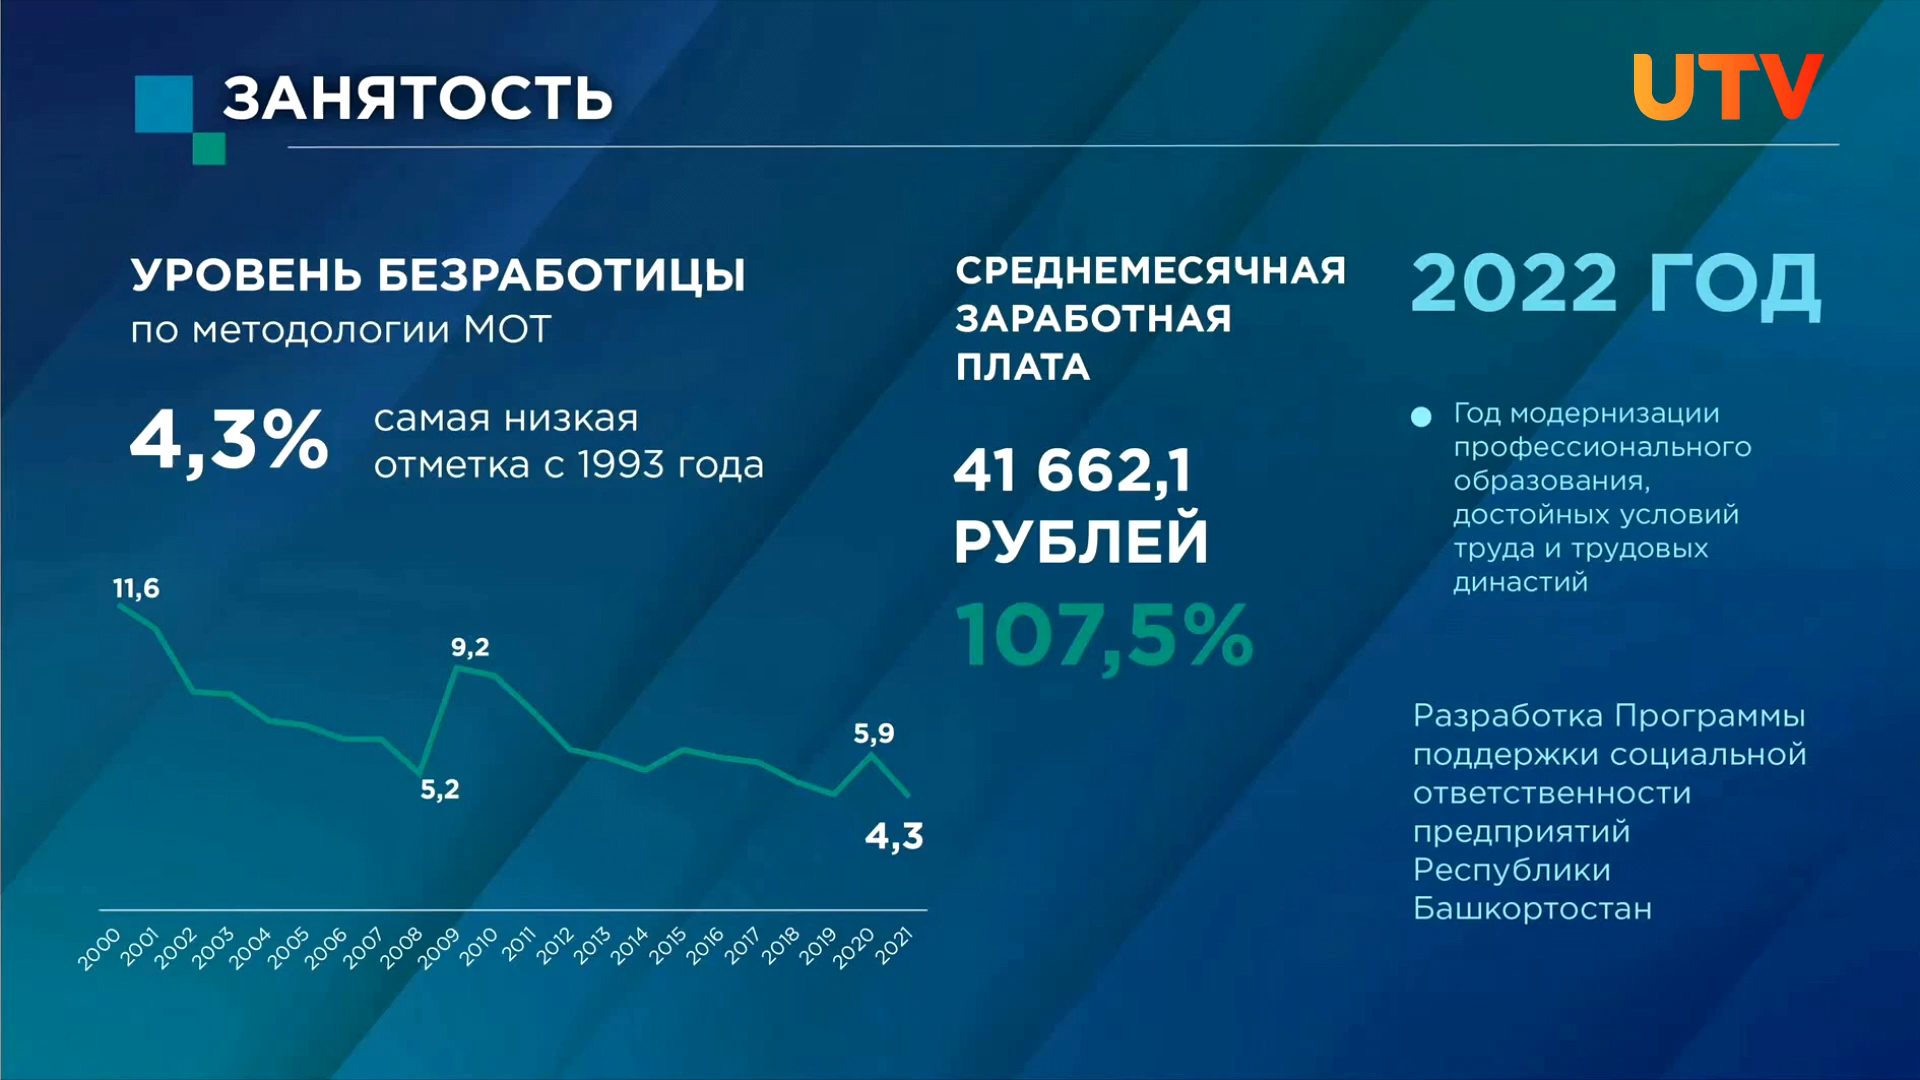 ЗАНЯТОСТЬ
UTV
УРОВЕНЬ БЕЗРАБОТИЦЫ
по методологии МОТ
4,3%
самая низкая
отметка с 1993 года
11,6
9,2
5,2
5,9
4,3
2000
2001
2002
2003
2004
2005
2006
2007
2008
2009
2010
2011
2012
2013
2014
2015
2016
2017
2018
2019
2020
2021
СРЕДНЕМЕСЯЧНАЯ
ЗАРАБОТНАЯ
ПЛАТА
41 662,1
РУБЛЕЙ
107,5%
2022 ГОД
Год модернизации
профессионального
образования,
достойных условий
труда и трудовых
династий
Разработка Программы
поддержки социальной
ответственности
предприятий
Республики
Башкортостан